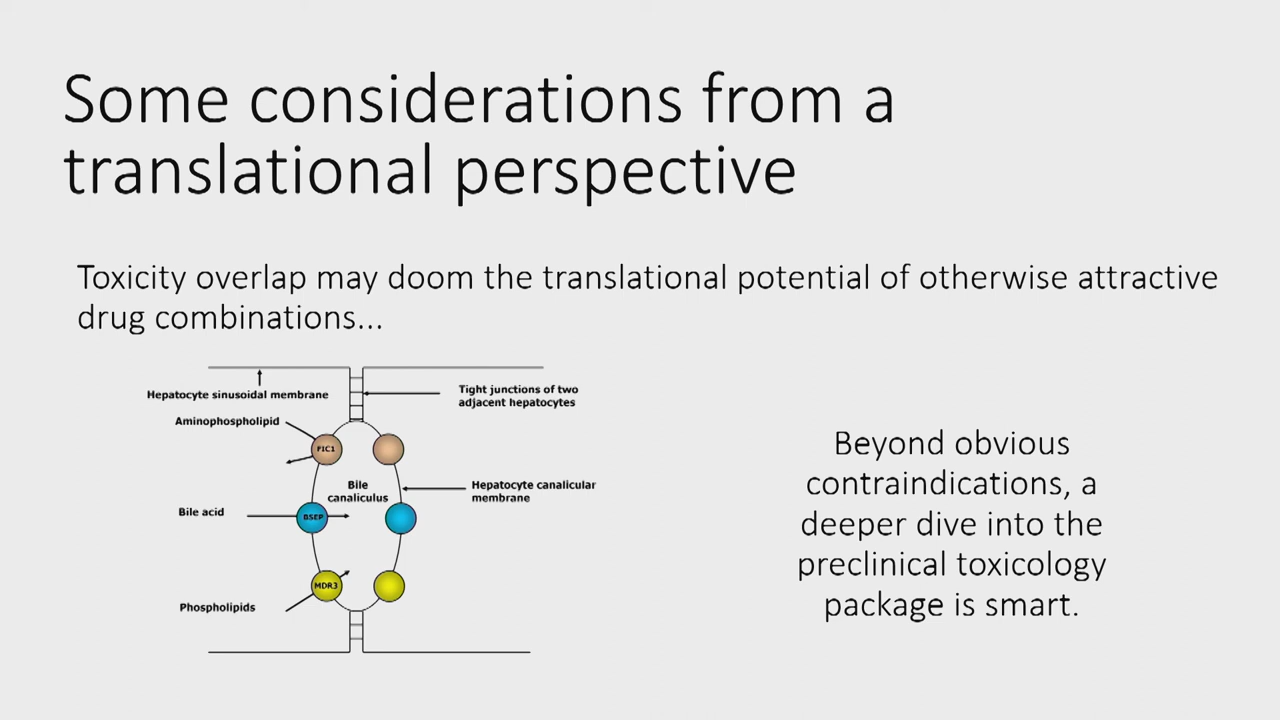 Some considerations from a
translational perspective
Toxicity overlap may doom the translational potential of otherwise attractive
drug combinations...
Hepatocyte sinusoidal membrane
Tight junctions of two
adjacent hepatocytes
Aminophospholipid
FIC1
Bile
canaliculus
Hepatocyte canalicular
membrane
Bile acid
BSEP
MDR3
Phospholipids
Beyond obvious
contraindications, a
deeper dive into the
preclinical toxicology
package is smart.